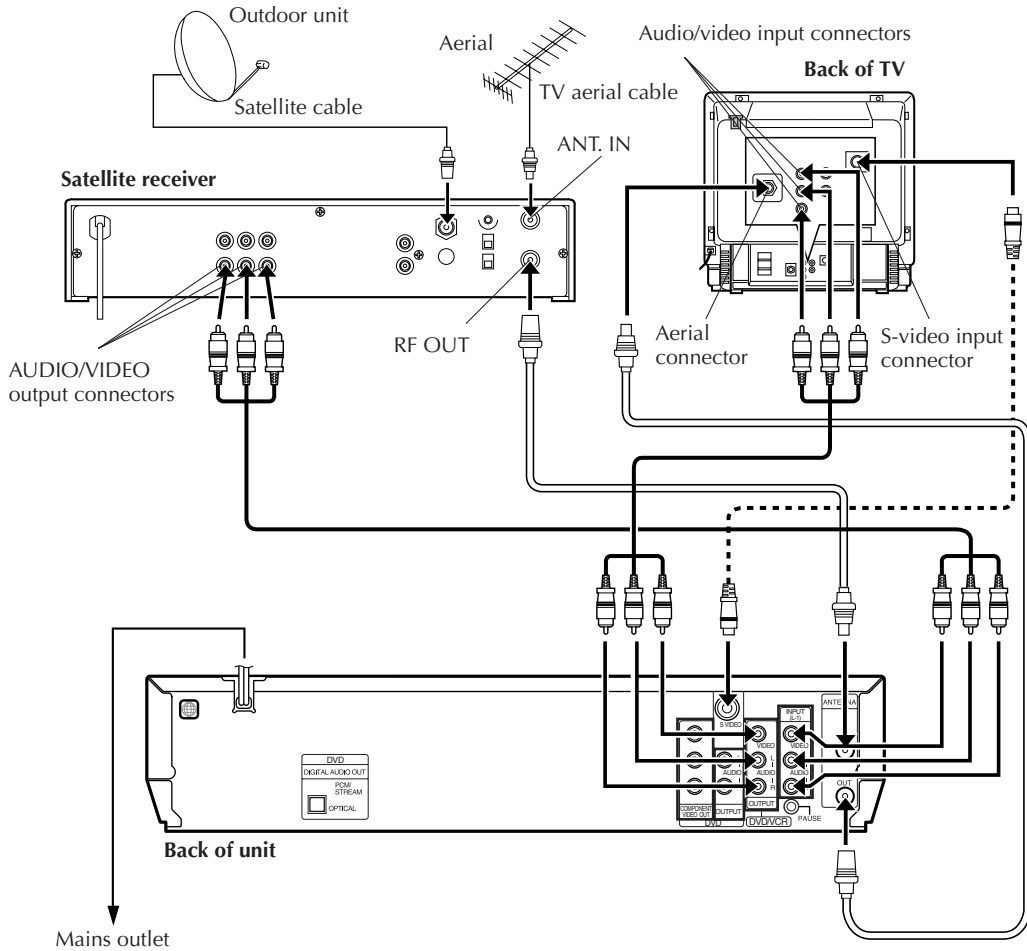 Outdoor unit
Audio/video input connectors
Aerial
Back of TV
Satellite cable
TV aerial cable
ANT. IN
Satellite receiver
RF OUT
Aerial
connector
S-video input
connector
AUDIO/VIDEO
output connectors
S VIDEO
INPUT
(L-1)
ANTENNA
VIDEO
VIDEO
L
AUDIO
AUDIO
AUDIO
R
OUT
DVD
DIGITAL AUDIO OUT
PCM/
STREAM
OPTICAL
COMPONENT
VIDEO OUT
OUTPUT
OUTPUT
DVD
DVD/VCR
PAUSE
Back of unit
Mains outlet